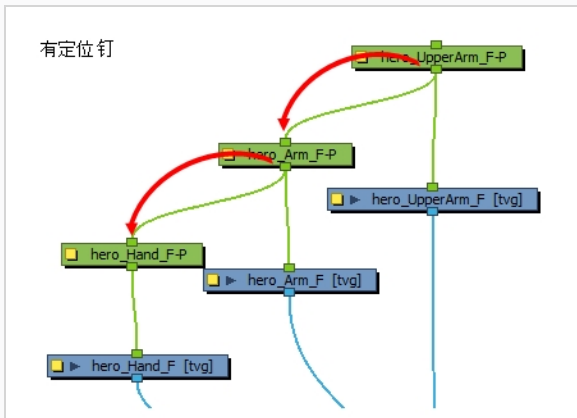 有定位钉
hero_UpperArm_F-P
hero_Arm_F-P
hero_UpperArm_F [tvg]
hero_Hand_F-P
hero_Arm_F [tvg]
hero_Hand_F [tvg]